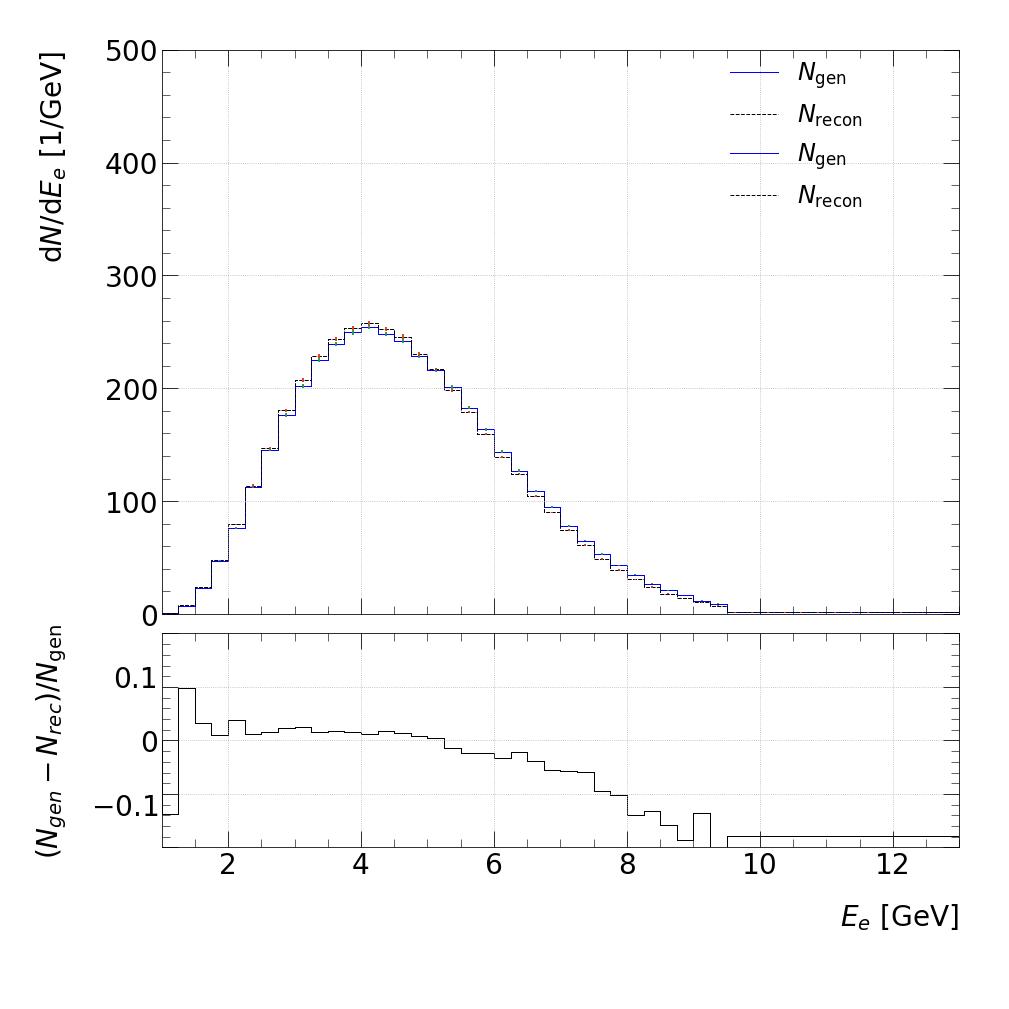 dN/dE_e [1/GeV]
500
400
300
200
100
0
N_gen
N_recon
N_gen
N_recon
(N_gen − N_rec)/N_gen
0.1
0
−0.1
2 4 6 8 10 12
E_e [GeV]